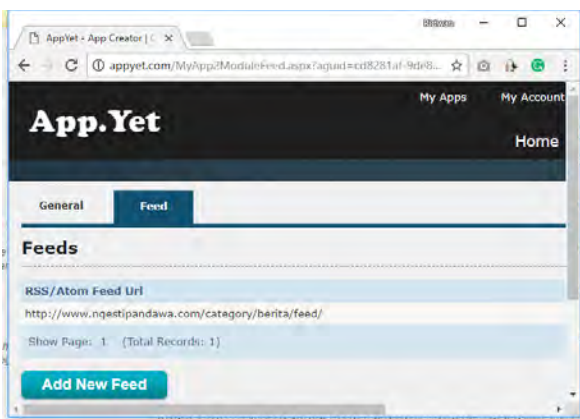 AppYet - App Creator | C
appyet.com/MyApp2ModuleFeed.aspx?aguid=cd8281af-9de8...
My Apps My Account
App.Yet
Home
General Feed
Feeds
RSS/Atom Feed Url
http://www.ngestipandawa.com/category/berita/feed/
Show Page: 1 (Total Records: 1)
Add New Feed